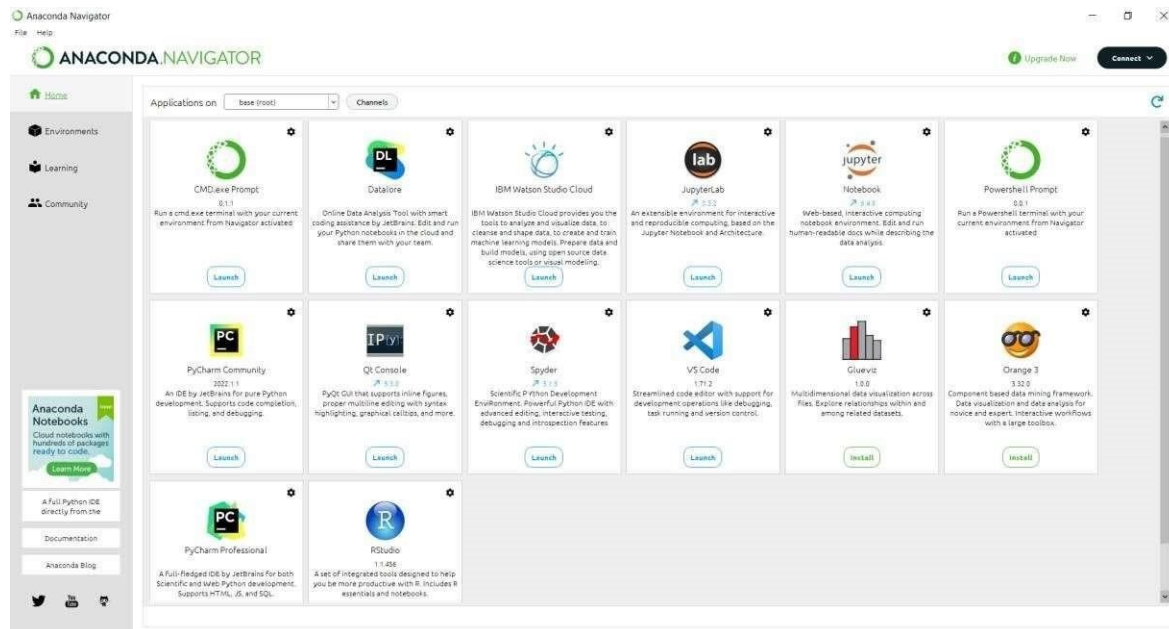 Anaconda Navigator
File Help
ANACONDA.NAVIGATOR
Upgrade Now
Connect
Home
Environments
Learning
Community
Applications on base (root) Channels
CMD.exe Prompt
0.1.1
Run a cmd.exe terminal with your current
environment from Navigator activated
Launch
DL
Datalore
Online Data Analysis Tool with smart
coding assistance by JetBrains. Edit and run
your Python notebooks in the cloud and
share them with your team.
Launch
IBM Watson Studio Cloud
IBM Watson Studio Cloud provides you the
tools to analyze and visualize data, to
cleanse and shape data, to create and train
machine learning models. Prepare data and
build models, using open source data
science tools or visual modeling.
Launch
lab
JupyterLab
An extensible environment for interactive
and reproducible computing, based on the
Jupyter Notebook and Architecture.
Launch
jupyter
Notebook
Web-based, interactive computing
notebook environment. Edit and run
human-readable docs while describing the
data analysis.
Launch
Powershell Prompt
0.0.1
Run a Powershell terminal with your
current environment from Navigator
activated
Launch
PC
PyCharm Community
2022.1.1
An IDE by JetBrains for pure Python
development. Supports code completion,
listing, and debugging.
Launch
IP[y]:
Qt Console
PyQt GUI that supports inline figures,
proper multiline editing with syntax
highlighting, graphical calltips, and more.
Launch
Spyder
Scientific Python Development
EnviRonment. Powerful Python IDE with
advanced editing, interactive testing,
debugging and introspection features
Launch
VS Code
1.71.2
Streamlined code editor with support for
development operations like debugging,
task running and version control.
Launch
Glueviz
1.0.0
Multidimensional data visualization across
files. Explore relationships within and
among related datasets.
Install
Orange 3
3.32.0
Component based data mining framework.
Data visualization and data analysis for
novice and expert. Interactive workflows
with a large toolbox.
Install
PC
PyCharm Professional
A full-fledged IDE by JetBrains for both
Scientific and Web Python development.
Supports HTML, JS, and SQL.
R
RStudio
1.1.456
A set of integrated tools designed to help
you be more productive with R. Includes R
essentials and notebooks.
Anaconda
Notebooks
Cloud notebooks with
hundreds of packages
ready to code.
Learn More
A full Python IDE
directly from the
Documentation
Anaconda Blog